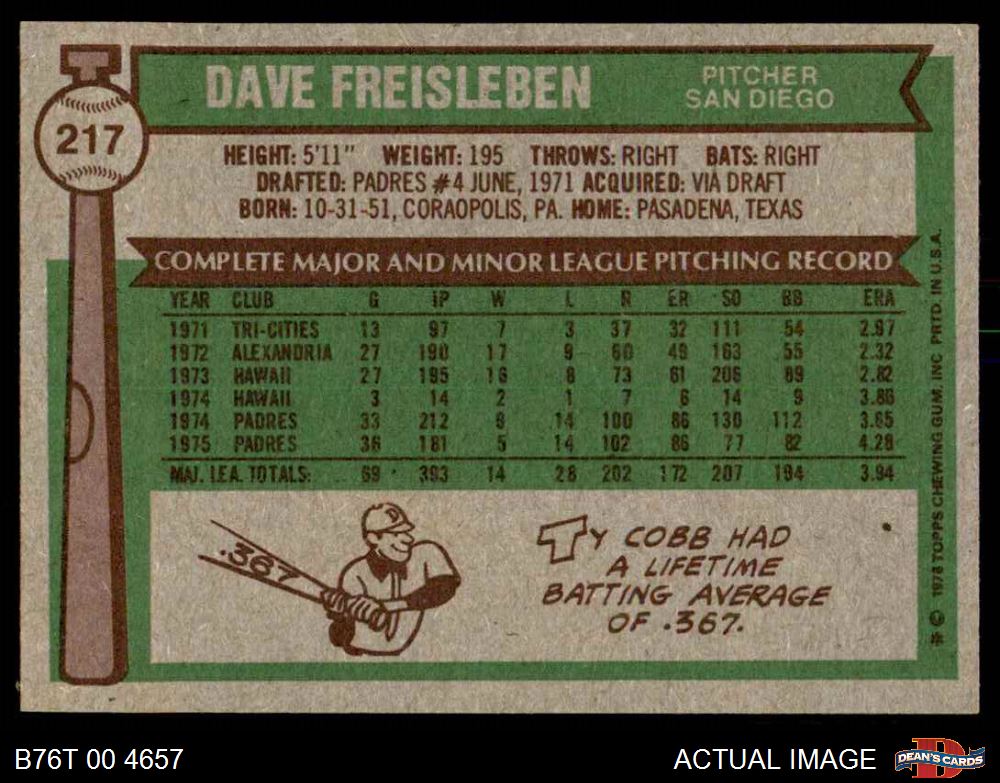 DAVE FREISLEBEN
PITCHER
SAN DIEGO
217
HEIGHT: 5'11" WEIGHT: 195 THROWS: RIGHT BATS: RIGHT
DRAFTED: PADRES #4 JUNE, 1971 ACQUIRED: VIA DRAFT
BORN: 10-31-51, CORAOPOLIS, PA. HOME: PASADENA, TEXAS
COMPLETE MAJOR AND MINOR LEAGUE PITCHING RECORD
YEAR CLUB G IP W L R ER SO BB ERA
1971 TRI-CITIES 13 97 7 3 37 32 111 54 2.97
1972 ALEXANDRIA 27 190 17 9 60 49 163 55 2.32
1973 HAWAII 27 195 16 8 73 61 206 89 2.82
1974 HAWAII 3 14 2 1 7 6 14 9 3.86
1974 PADRES 33 212 9 14 100 86 130 112 3.65
1975 PADRES 36 181 5 14 102 86 77 82 4.28
MAJ. LEA. TOTALS: 69 393 14 28 202 172 207 194 3.94
.367
TY COBB HAD
A LIFETIME
BATTING AVERAGE
OF .367.
* © 1976 TOPPS CHEWING GUM, INC PRTD. IN U.S.A.
B76T 00 4657
ACTUAL IMAGE
D
DEAN'S CARDS